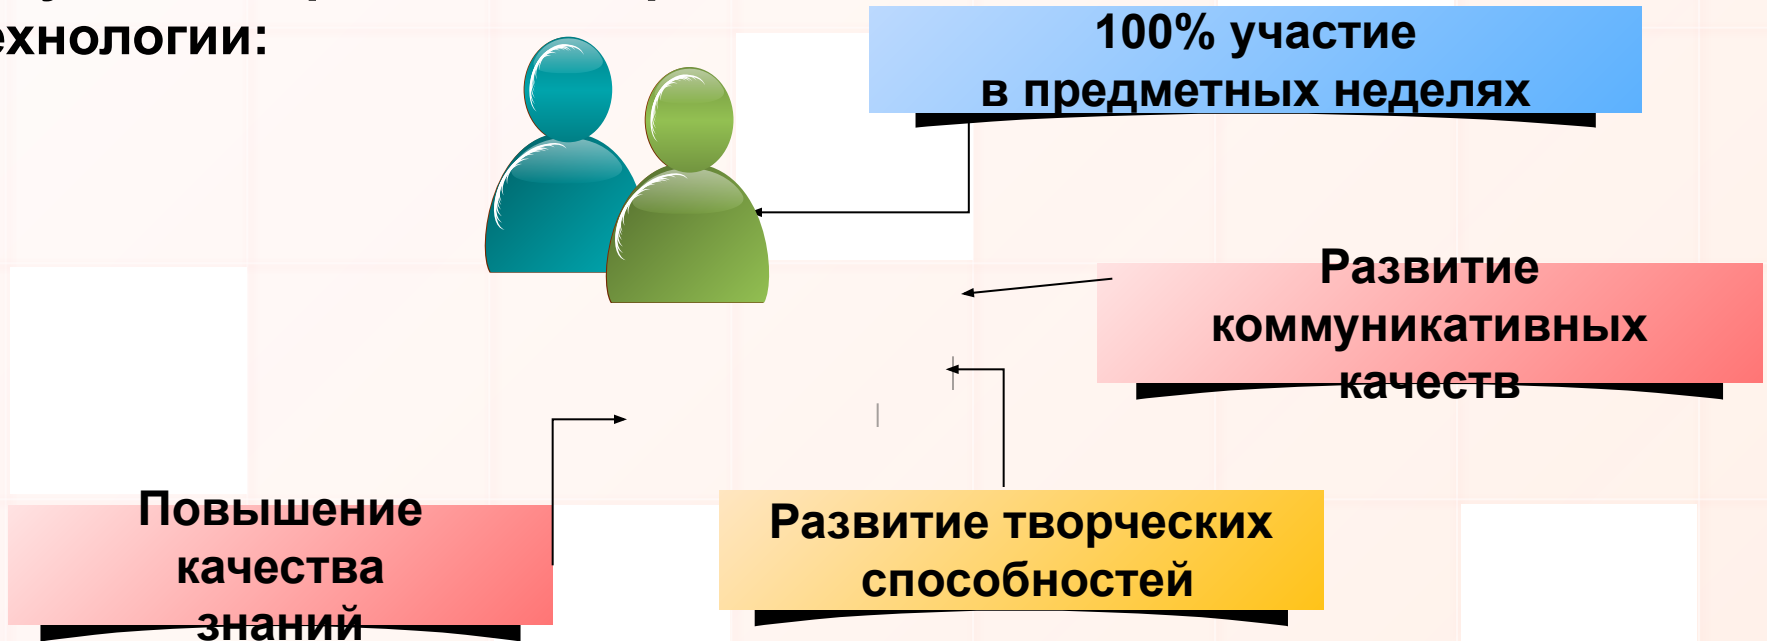 ехнологии:
100% участие
в предметных неделях
Развитие
коммуникативных
качеств
Повышение
качества
знаний
Развитие творческих
способностей